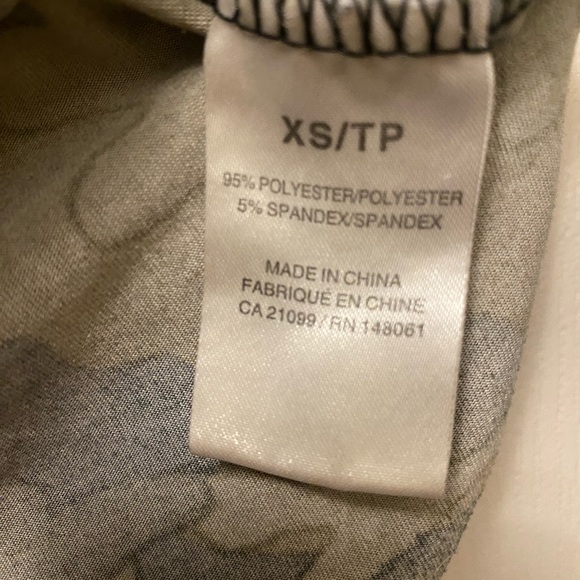 XS/TP
95% POLYESTER/POLYESTER
5% SPANDEX/SPANDEX
MADE IN CHINA
FABRIQUÉ EN CHINE
CA 21099 / RN 148061